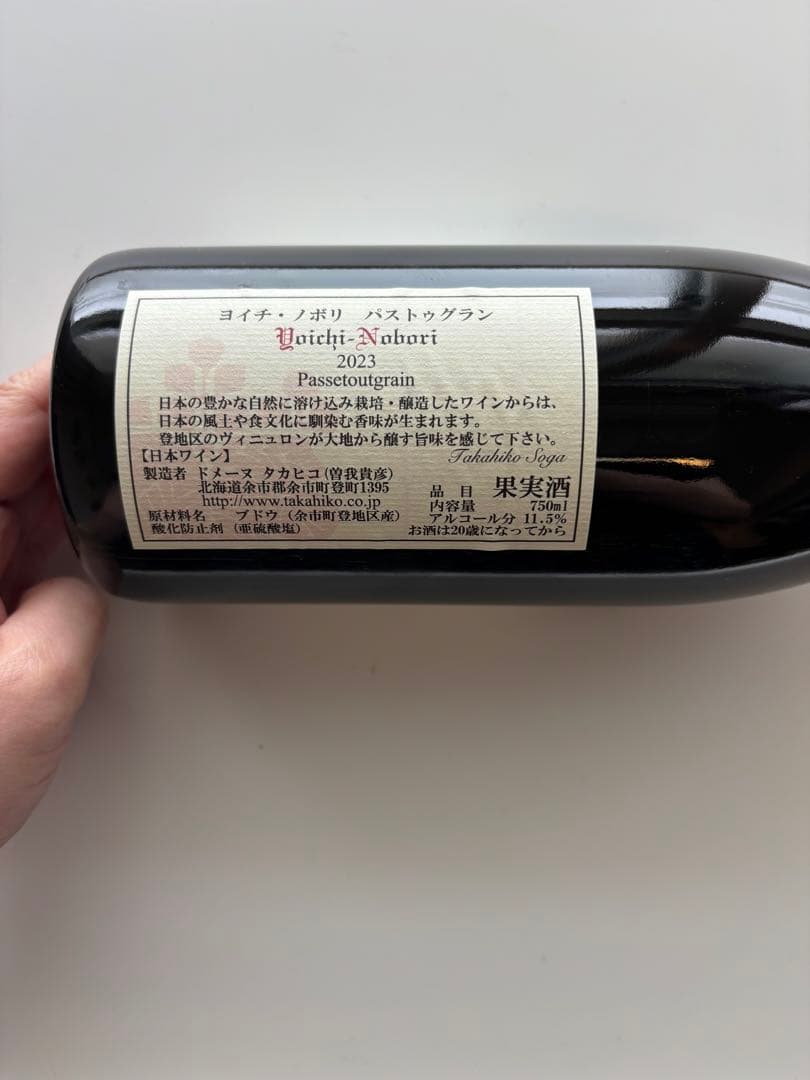 ヨイチ・ノボリ　パストゥグラン
Yoichi-Nobori
2023
Passetoutgrain
日本の豊かな自然に溶け込み栽培・醸造したワインからは、
日本の風土や食文化に馴染む香味が生まれます。
登地区のヴィニュロンが大地から醸す旨味を感じて下さい。
【日本ワイン】
Takahiko Soga
製造者 ドメーヌ タカヒコ(曽我貴彦)
北海道余市郡余市町登町1395
http://www.takahiko.co.jp
原材料名　ブドウ（余市町登地区産）
酸化防止剤（亜硫酸塩）
品目 果実酒
内容量 750ml
アルコール分 11.5%
お酒は20歳になってから